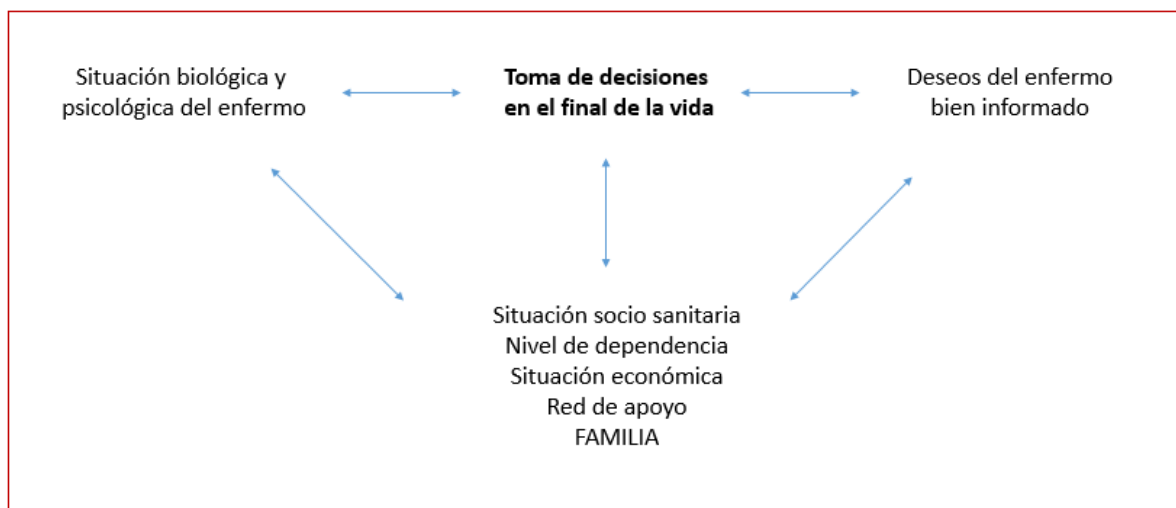 Situación biológica y
psicológica del enfermo
Toma de decisiones
en el final de la vida
Deseos del enfermo
bien informado
Situación socio sanitaria
Nivel de dependencia
Situación económica
Red de apoyo
FAMILIA